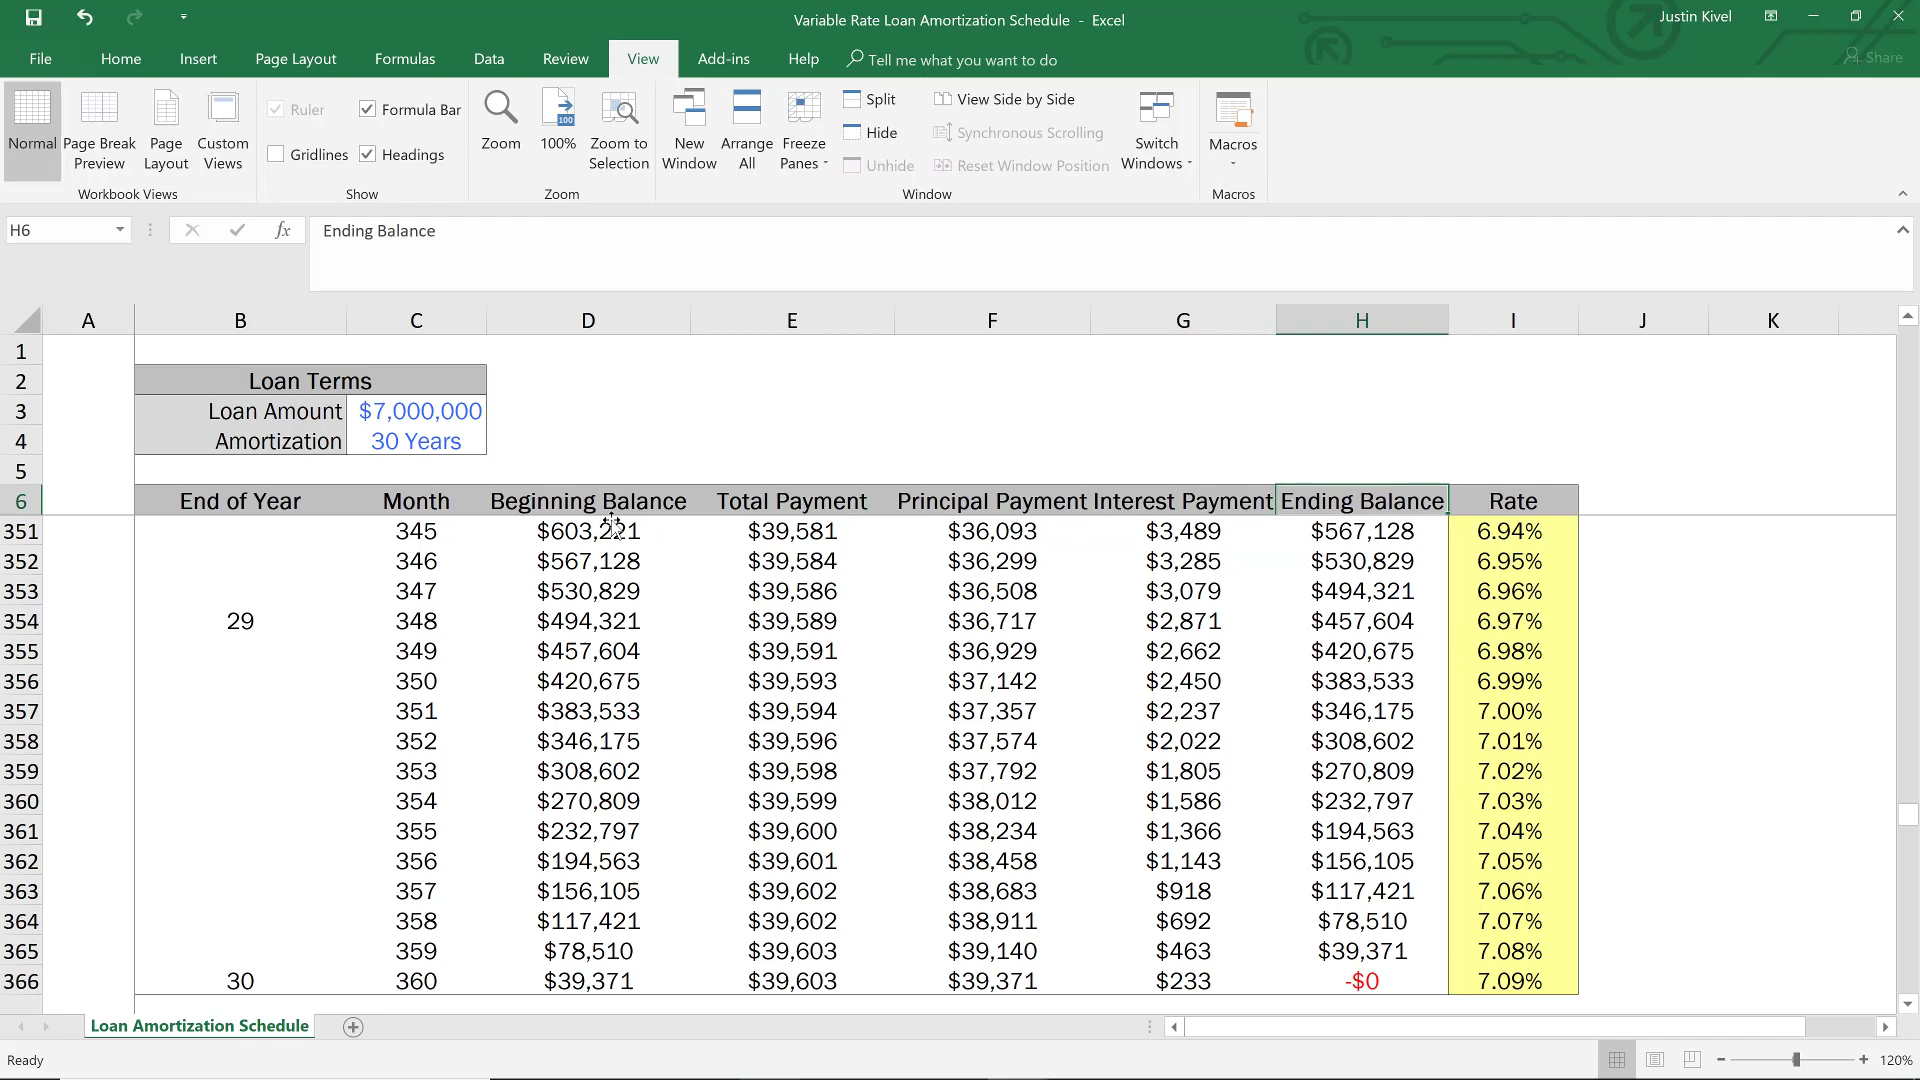 Variable Rate Loan Amortization Schedule - Excel
Justin Kivel
File Home Insert Page Layout Formulas Data Review View Add-ins Help Tell me what you want to do Share
Normal
Page Break Preview
Page Layout
Custom Views
Workbook Views
Ruler
Formula Bar
Gridlines
Headings
Show
Zoom
100
100%
Zoom to Selection
Zoom
New Window
Arrange All
Freeze Panes
Split
Hide
Unhide
View Side by Side
Synchronous Scrolling
Reset Window Position
Window
Switch Windows
Macros
Macros
H6 fx Ending Balance
A B C D E F G H I J K
1
2 Loan Terms
3 Loan Amount $7,000,000
4 Amortization 30 Years
5
6 End of Year Month Beginning Balance Total Payment Principal Payment Interest Payment Ending Balance Rate
351 345 $603,221 $39,581 $36,093 $3,489 $567,128 6.94%
352 346 $567,128 $39,584 $36,299 $3,285 $530,829 6.95%
353 347 $530,829 $39,586 $36,508 $3,079 $494,321 6.96%
354 29 348 $494,321 $39,589 $36,717 $2,871 $457,604 6.97%
355 349 $457,604 $39,591 $36,929 $2,662 $420,675 6.98%
356 350 $420,675 $39,593 $37,142 $2,450 $383,533 6.99%
357 351 $383,533 $39,594 $37,357 $2,237 $346,175 7.00%
358 352 $346,175 $39,596 $37,574 $2,022 $308,602 7.01%
359 353 $308,602 $39,598 $37,792 $1,805 $270,809 7.02%
360 354 $270,809 $39,599 $38,012 $1,586 $232,797 7.03%
361 355 $232,797 $39,600 $38,234 $1,366 $194,563 7.04%
362 356 $194,563 $39,601 $38,458 $1,143 $156,105 7.05%
363 357 $156,105 $39,602 $38,683 $918 $117,421 7.06%
364 358 $117,421 $39,602 $38,911 $692 $78,510 7.07%
365 359 $78,510 $39,603 $39,140 $463 $39,371 7.08%
366 30 360 $39,371 $39,603 $39,371 $233 -$0 7.09%
Loan Amortization Schedule
Ready
120%